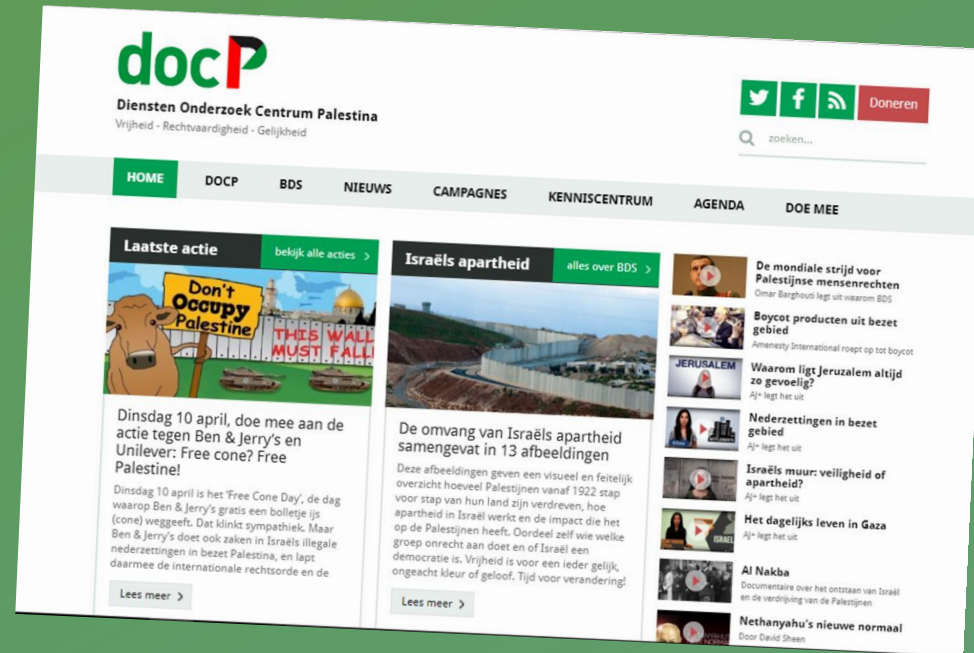 docP
Diensten Onderzoek Centrum Palestina
Vrijheid - Rechtvaardigheid - Gelijkheid
Doneren
zoeken...
HOME
DOCP
BDS
NIEUWS
CAMPAGNES
KENNISCENTRUM
AGENDA
DOE MEE
Laatste actie
bekijk alle acties >
Don't
Occupy
Palestine
THIS WALL
MUST FALL
Dinsdag 10 april, doe mee aan de
actie tegen Ben & Jerry's en
Unilever: Free cone? Free
Palestine!
Dinsdag 10 april is het 'Free Cone Day', de dag
waarop Ben & Jerry's gratis een bolletje ijs
(cone) weggeeft. Dat klinkt sympathiek. Maar
Ben & Jerry's doet ook zaken in Israëls illegale
nederzettingen in bezet Palestina, en lapt
daarmee de internationale rechtsorde en de
Lees meer >
Israëls apartheid
alles over BDS >
De omvang van Israëls apartheid
samengevat in 13 afbeeldingen
Deze afbeeldingen geven een visueel en feitelijk
overzicht hoeveel Palestijnen vanaf 1922 stap
voor stap van hun land zijn verdreven, hoe
apartheid in Israël werkt en de impact die het
op de Palestijnen heeft. Oordeel zelf wie welke
groep onrecht aan doet en of Israël een
democratie is. Vrijheid is voor een ieder gelijk,
ongeacht kleur of geloof. Tijd voor verandering!
Lees meer >
De mondiale strijd voor
Palestijnse mensenrechten
Omar Barghouti legt uit waarom BDS
Boycot producten uit bezet
gebied
Amenesty International roept op tot boycot
JERUSALEM
Waarom ligt Jeruzalem altijd
zo gevoelig?
AJ+ legt het uit
Nederzettingen in bezet
gebied
AJ+ legt het uit
Israëls muur: veiligheid of
apartheid?
AJ+ legt het uit
ISRAEL
Het dagelijks leven in Gaza
AJ+ legt het uit
Al Nakba
Documentaire over het ontstaan van Israël
en de verdrijving van de Palestijnen
Nethanyahu's nieuwe normaal
Door David Sheen